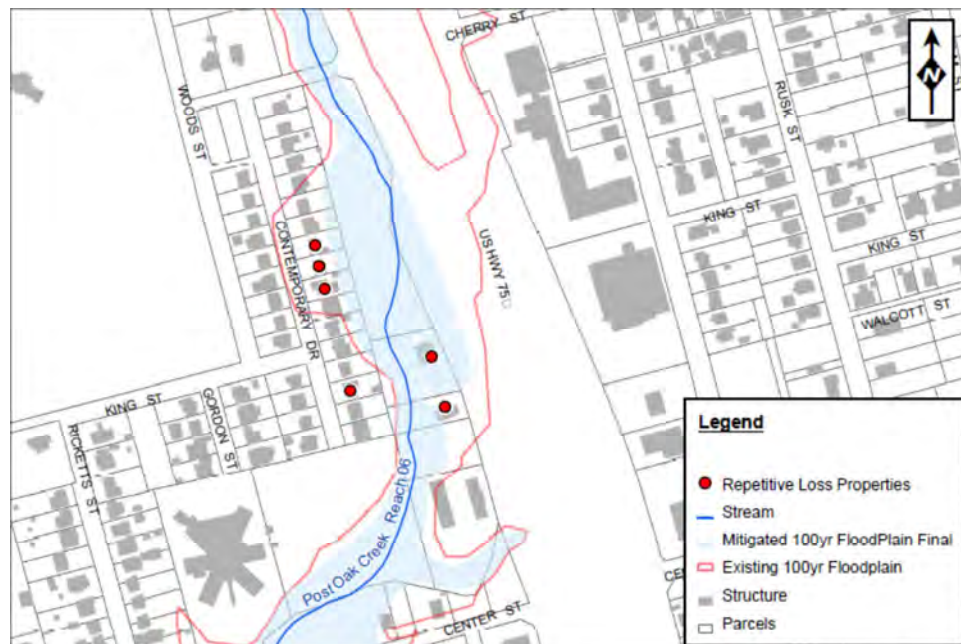 CHERRY ST
N
WOODS ST
RUSK ST
KING ST
KING ST
US HWY 75
CONTEMPORARY DR
WALCOTT ST
KING ST
GORDON ST
RICKETTS ST
Post Oak Creek Reach 06
CENTER ST
Legend
Repetitive Loss Properties
Stream
Mitigated 100yr FloodPlain Final
Existing 100yr Floodplain
Structure
Parcels